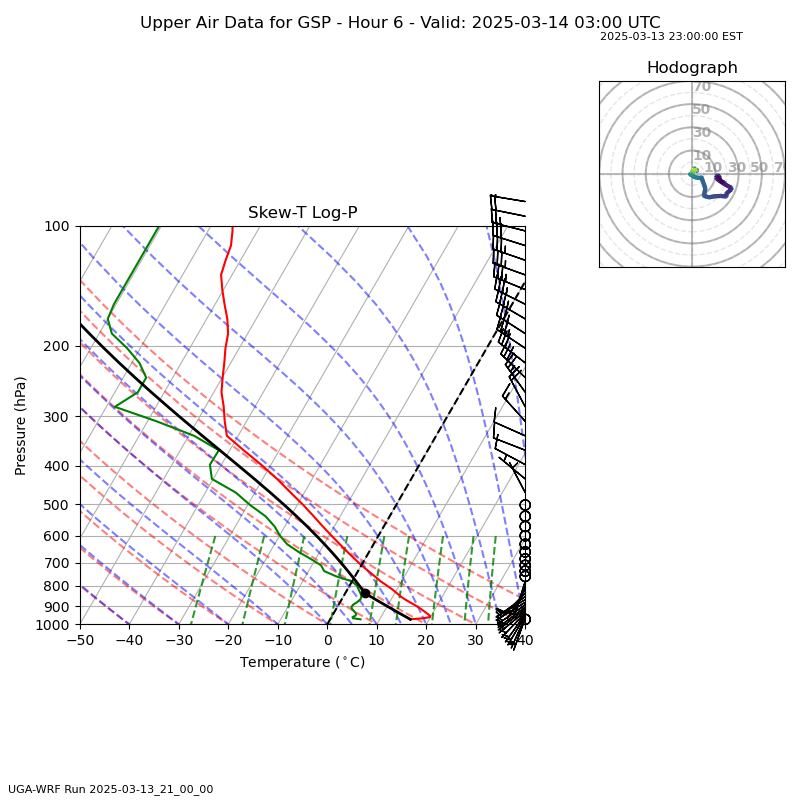 Upper Air Data for GSP - Hour 6 - Valid: 2025-03-14 03:00 UTC
2025-03-13 23:00:00 EST
Hodograph
70
50
30
10
10 30 50 7
Skew-T Log-P
100
200
300
400
500
600
700
800
900
1000
Pressure (hPa)
−50 −40 −30 −20 −10 0 10 20 30 40
Temperature (°C)
UGA-WRF Run 2025-03-13_21_00_00